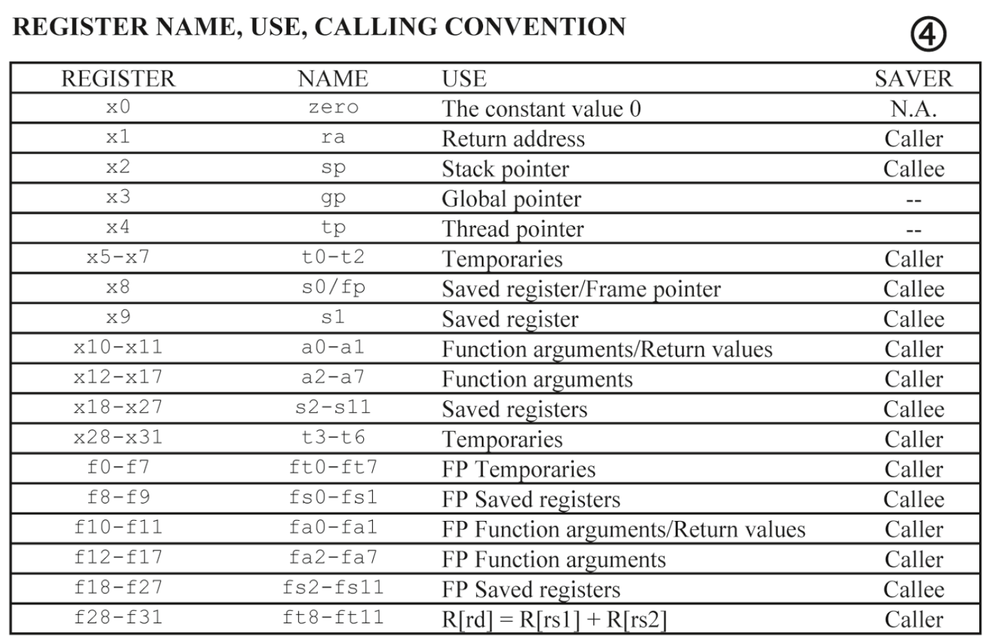 REGISTER NAME, USE, CALLING CONVENTION ④
REGISTER NAME USE SAVER
x0 zero The constant value 0 N.A.
x1 ra Return address Caller
x2 sp Stack pointer Callee
x3 gp Global pointer --
x4 tp Thread pointer --
x5-x7 t0-t2 Temporaries Caller
x8 s0/fp Saved register/Frame pointer Callee
x9 s1 Saved register Callee
x10-x11 a0-a1 Function arguments/Return values Caller
x12-x17 a2-a7 Function arguments Caller
x18-x27 s2-s11 Saved registers Callee
x28-x31 t3-t6 Temporaries Caller
f0-f7 ft0-ft7 FP Temporaries Caller
f8-f9 fs0-fs1 FP Saved registers Callee
f10-f11 fa0-fa1 FP Function arguments/Return values Caller
f12-f17 fa2-fa7 FP Function arguments Caller
f18-f27 fs2-fs11 FP Saved registers Callee
f28-f31 ft8-ft11 R[rd] = R[rs1] + R[rs2] Caller